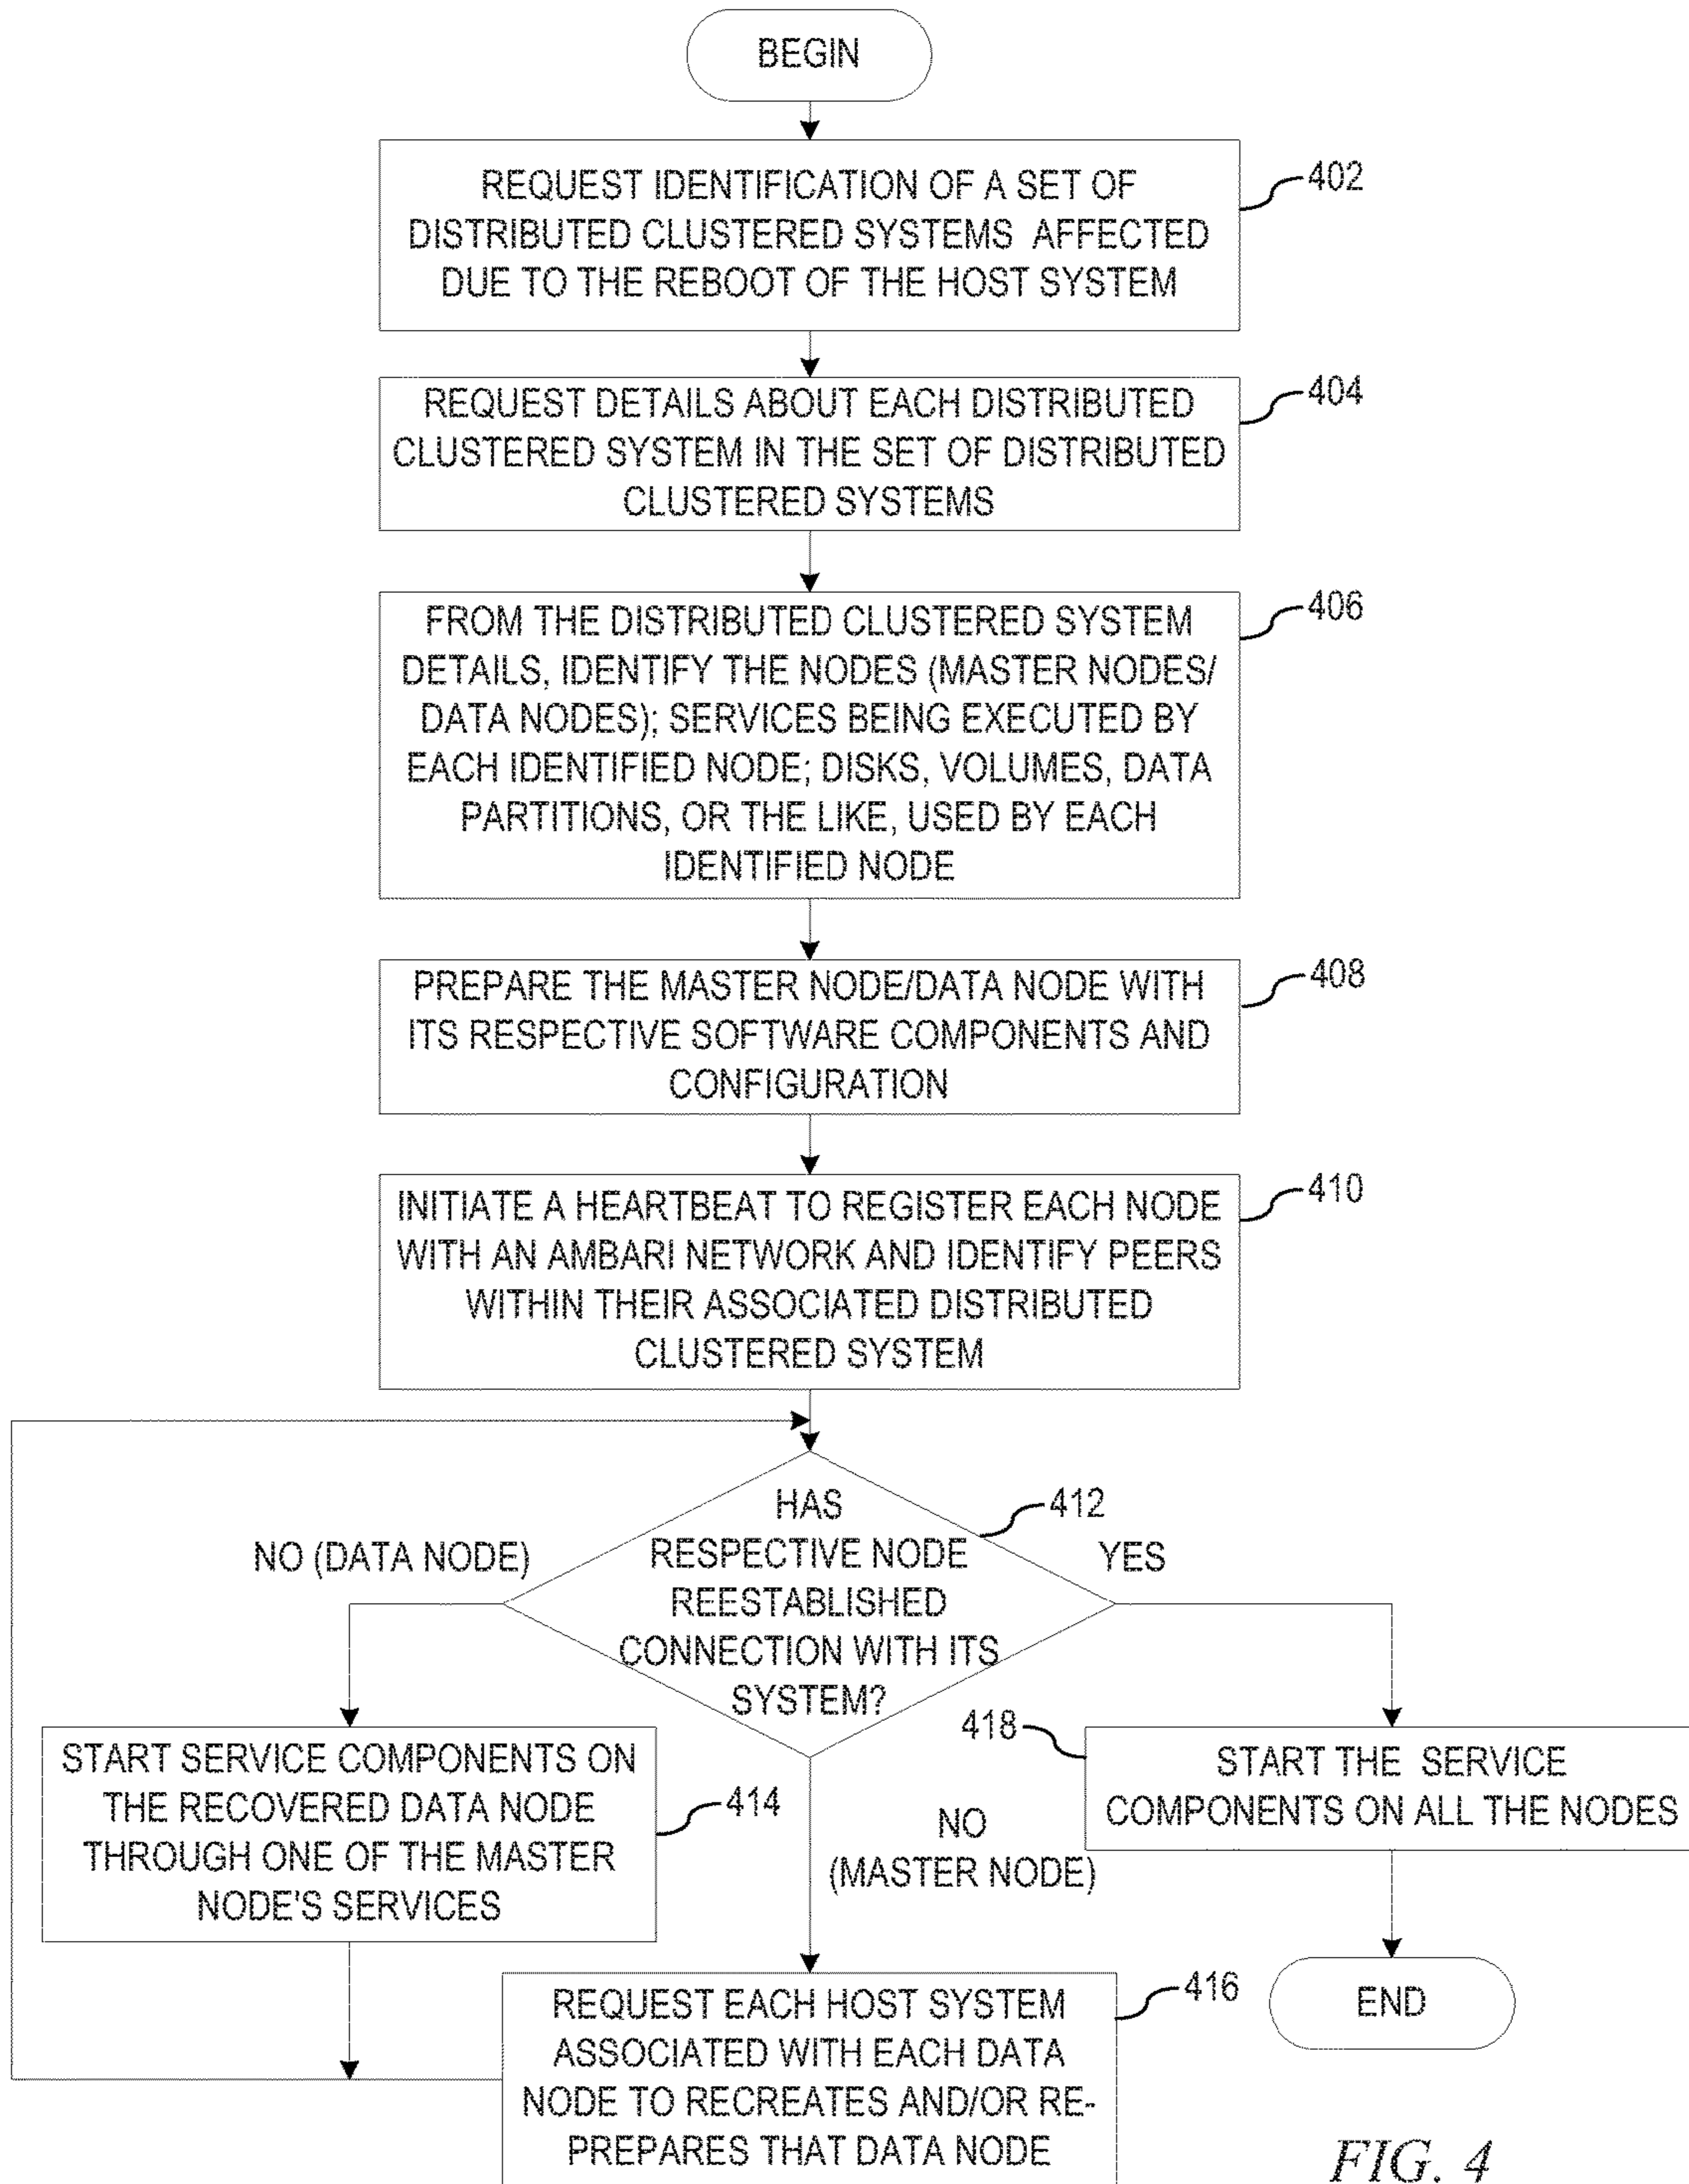 BEGIN
REQUEST IDENTIFICATION OF A SET OF
DISTRIBUTED CLUSTERED SYSTEMS AFFECTED
DUE TO THE REBOOT OF THE HOST SYSTEM
402
REQUEST DETAILS ABOUT EACH DISTRIBUTED
CLUSTERED SYSTEM IN THE SET OF DISTRIBUTED
CLUSTERED SYSTEMS
404
FROM THE DISTRIBUTED CLUSTERED SYSTEM
DETAILS, IDENTIFY THE NODES (MASTER NODES/
DATA NODES); SERVICES BEING EXECUTED BY
EACH IDENTIFIED NODE; DISKS, VOLUMES, DATA
PARTITIONS, OR THE LIKE, USED BY EACH
IDENTIFIED NODE
406
PREPARE THE MASTER NODE/DATA NODE WITH
ITS RESPECTIVE SOFTWARE COMPONENTS AND
CONFIGURATION
408
INITIATE A HEARTBEAT TO REGISTER EACH NODE
WITH AN AMBARI NETWORK AND IDENTIFY PEERS
WITHIN THEIR ASSOCIATED DISTRIBUTED
CLUSTERED SYSTEM
410
HAS
RESPECTIVE NODE
REESTABLISHED
CONNECTION WITH ITS
SYSTEM?
412
NO (DATA NODE)
YES
START SERVICE COMPONENTS ON
THE RECOVERED DATA NODE
THROUGH ONE OF THE MASTER
NODE'S SERVICES
414
NO
(MASTER NODE)
418
START THE SERVICE
COMPONENTS ON ALL THE NODES
REQUEST EACH HOST SYSTEM
ASSOCIATED WITH EACH DATA
NODE TO RECREATES AND/OR RE-
PREPARES THAT DATA NODE
416
END
FIG. 4